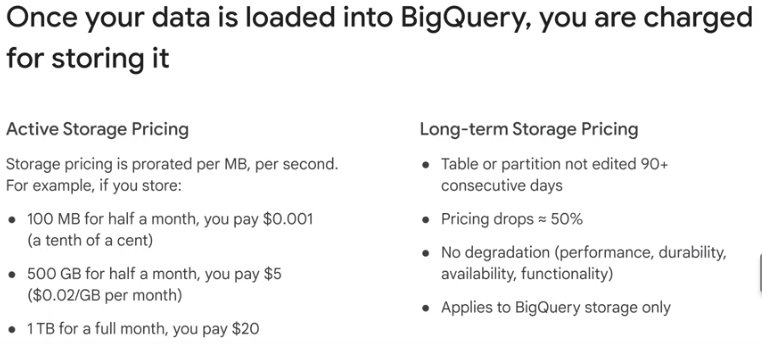 Once your data is loaded into BigQuery, you are charged
for storing it
Active Storage Pricing
Storage pricing is prorated per MB, per second.
For example, if you store:
● 100 MB for half a month, you pay $0.001
(a tenth of a cent)
● 500 GB for half a month, you pay $5
($0.02/GB per month)
● 1 TB for a full month, you pay $20
Long-term Storage Pricing
● Table or partition not edited 90+
consecutive days
● Pricing drops ≈ 50%
● No degradation (performance, durability,
availability, functionality)
● Applies to BigQuery storage only